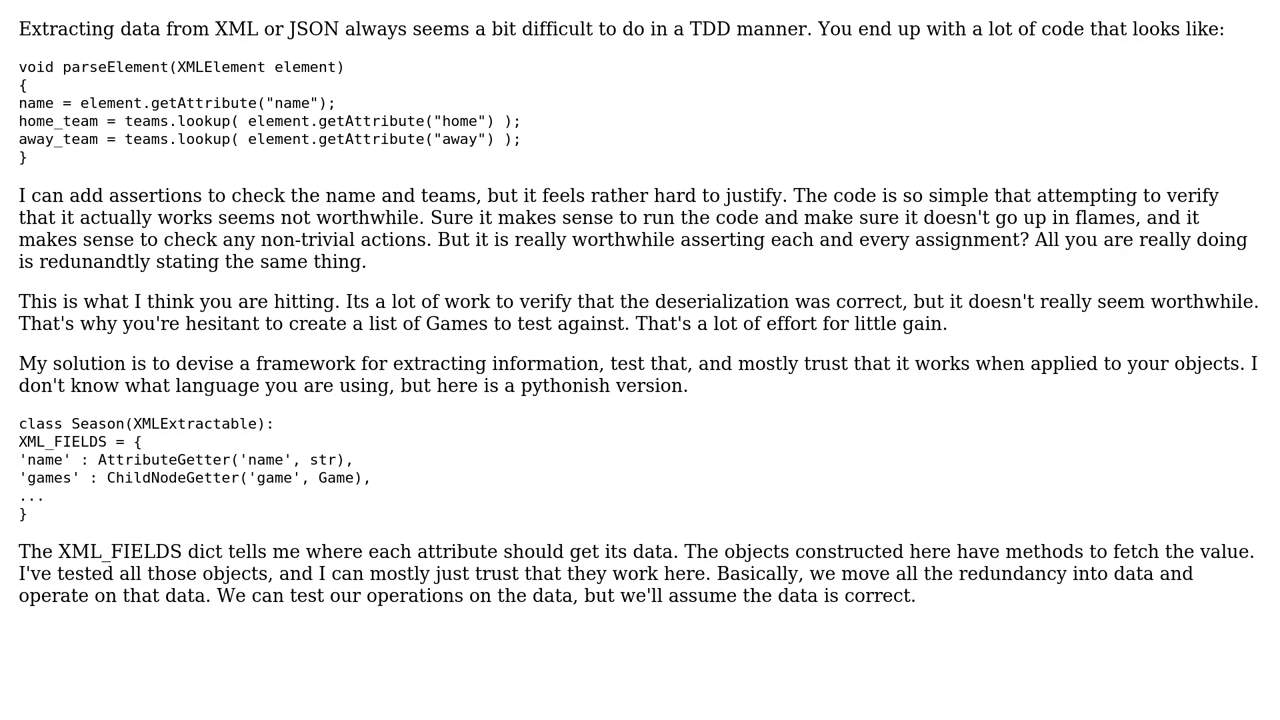 Extracting data from XML or JSON always seems a bit difficult to do in a TDD manner. You end up with a lot of code that looks like:
void parseElement(XMLElement element)
{
name = element.getAttribute("name");
home_team = teams.lookup( element.getAttribute("home") );
away_team = teams.lookup( element.getAttribute("away") );
}
I can add assertions to check the name and teams, but it feels rather hard to justify. The code is so simple that attempting to verify
that it actually works seems not worthwhile. Sure it makes sense to run the code and make sure it doesn't go up in flames, and it
makes sense to check any non-trivial actions. But it is really worthwhile asserting each and every assignment? All you are really doing
is redunandtly stating the same thing.
This is what I think you are hitting. Its a lot of work to verify that the deserialization was correct, but it doesn't really seem worthwhile.
That's why you're hesitant to create a list of Games to test against. That's a lot of effort for little gain.
My solution is to devise a framework for extracting information, test that, and mostly trust that it works when applied to your objects. I
don't know what language you are using, but here is a pythonish version.
class Season(XMLExtractable):
XML_FIELDS = {
'name' : AttributeGetter('name', str),
'games' : ChildNodeGetter('game', Game),
...
}
The XML_FIELDS dict tells me where each attribute should get its data. The objects constructed here have methods to fetch the value.
I've tested all those objects, and I can mostly just trust that they work here. Basically, we move all the redundancy into data and
operate on that data. We can test our operations on the data, but we'll assume the data is correct.